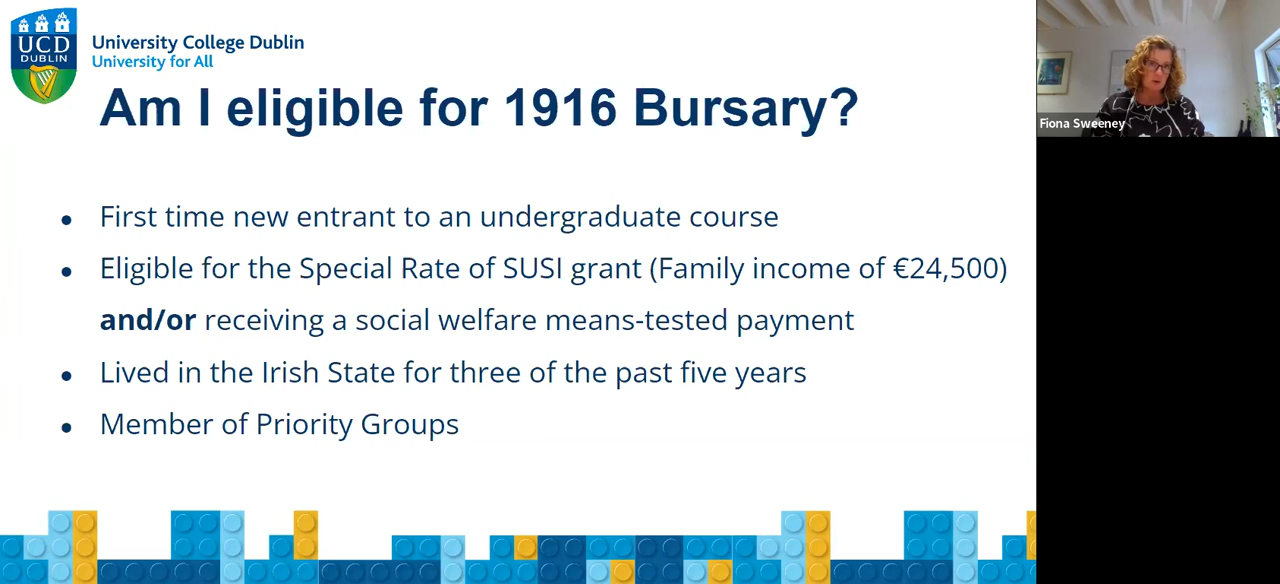 UCD
DUBLIN
University College Dublin
University for All
Am I eligible for 1916 Bursary?
• First time new entrant to an undergraduate course
• Eligible for the Special Rate of SUSI grant (Family income of €24,500)
and/or receiving a social welfare means-tested payment
• Lived in the Irish State for three of the past five years
• Member of Priority Groups
Fiona Sweeney